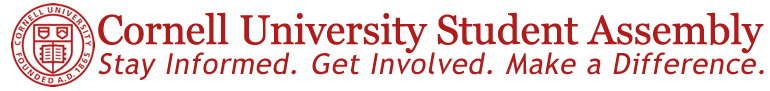 CORNELL UNIVERSITY
FOUNDED A.D. 1865
Cornell University Student Assembly
Stay Informed. Get Involved. Make a Difference.